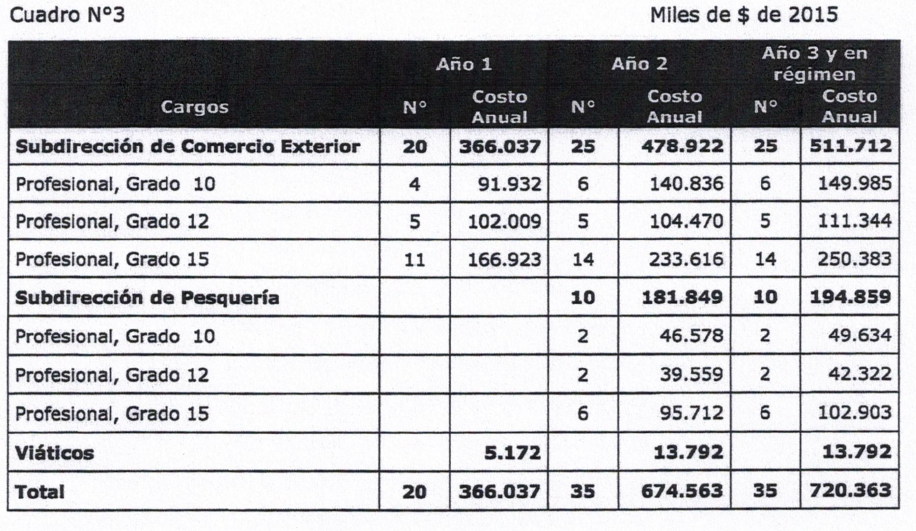 Cuadro N°3 Miles de $ de 2015
Año 1 Año 2 Año 3 y en régimen
Cargos N° Costo Anual N° Costo Anual N° Costo Anual
Subdirección de Comercio Exterior 20 366.037 25 478.922 25 511.712
Profesional, Grado 10 4 91.932 6 140.836 6 149.985
Profesional, Grado 12 5 102.009 5 104.470 5 111.344
Profesional, Grado 15 11 166.923 14 233.616 14 250.383
Subdirección de Pesquería 10 181.849 10 194.859
Profesional, Grado 10 2 46.578 2 49.634
Profesional, Grado 12 2 39.559 2 42.322
Profesional, Grado 15 6 95.712 6 102.903
Viáticos 5.172 13.792 13.792
Total 20 366.037 35 674.563 35 720.363